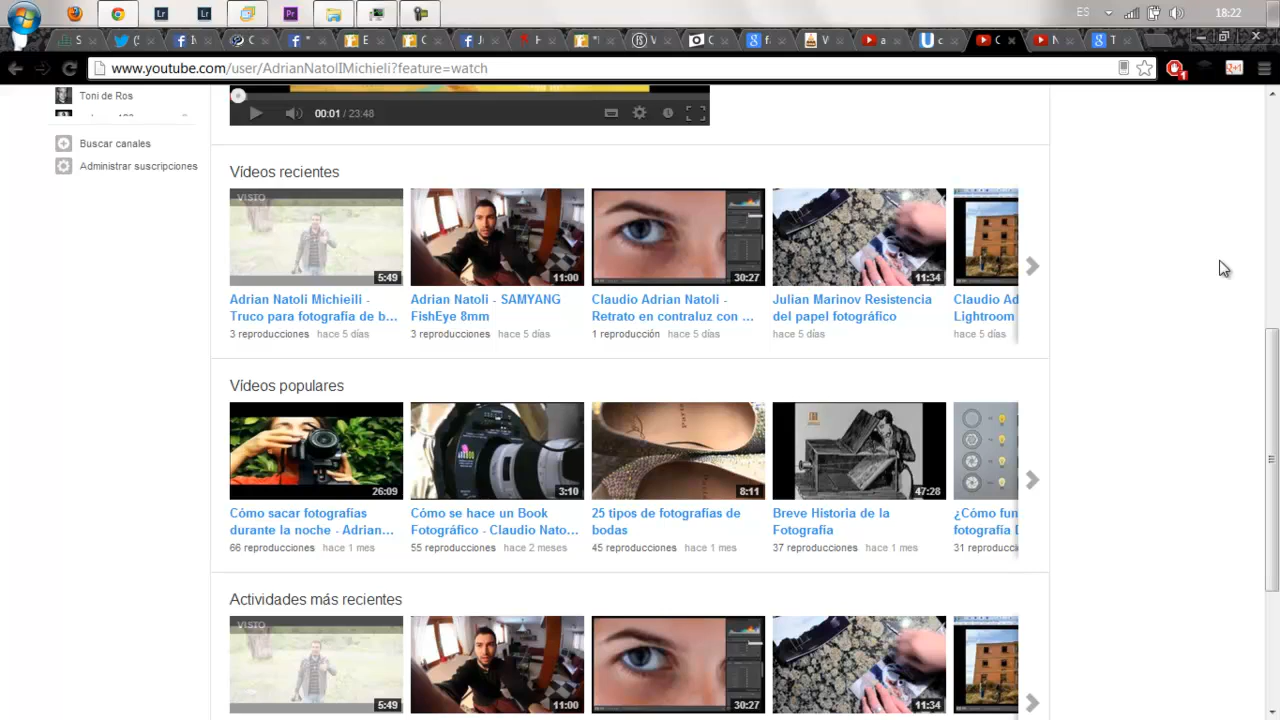 ES 18:22
www.youtube.com/user/AdrianNatolIMichieli?feature=watch
Toni de Ros
Buscar canales
Administrar suscripciones
00:01 / 23:48
Vídeos recientes
VISTO
5:49
11:00
30:27
11:34
Adrian Natoli Michieili -
Truco para fotografía de b...
3 reproducciones hace 5 días
Adrian Natoli - SAMYANG
FishEye 8mm
3 reproducciones hace 5 días
Claudio Adrian Natoli -
Retrato en contraluz con ...
1 reproducción hace 5 días
Julian Marinov Resistencia
del papel fotográfico
hace 5 días
Claudio Ad
Lightroom
hace 5 días
Vídeos populares
26:09
3:10
8:11
47:28
Cómo sacar fotografías
durante la noche - Adrian...
66 reproducciones hace 1 mes
Cómo se hace un Book
Fotográfico - Claudio Nato...
55 reproducciones hace 2 meses
25 tipos de fotografías de
bodas
45 reproducciones hace 1 mes
Breve Historia de la
Fotografía
37 reproducciones hace 1 mes
¿Cómo fun
fotografía D
31 reproducci
Actividades más recientes
VISTO
5:49
11:00
30:27
11:34